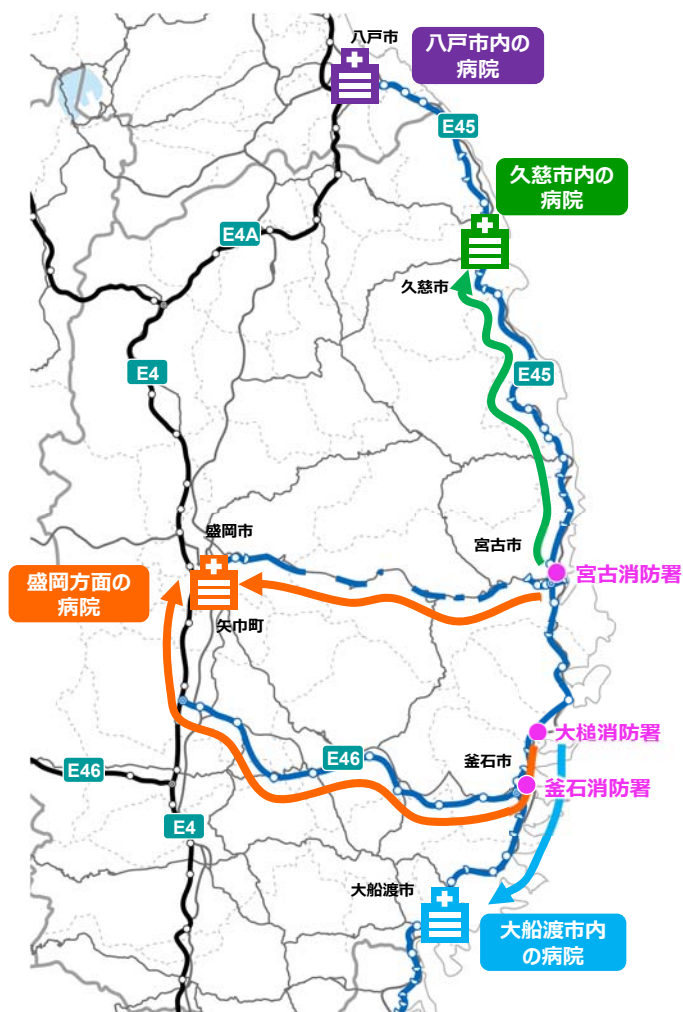 八戸市
八戸市内の
病院
E45
久慈市内の
病院
E4A
久慈市
E4
E45
盛岡市
宮古市
盛岡方面の
病院
宮古消防署
矢巾町
大槌消防署
E46
釜石市
E46
釜石消防署
E4
大船渡市
大船渡市内
の病院